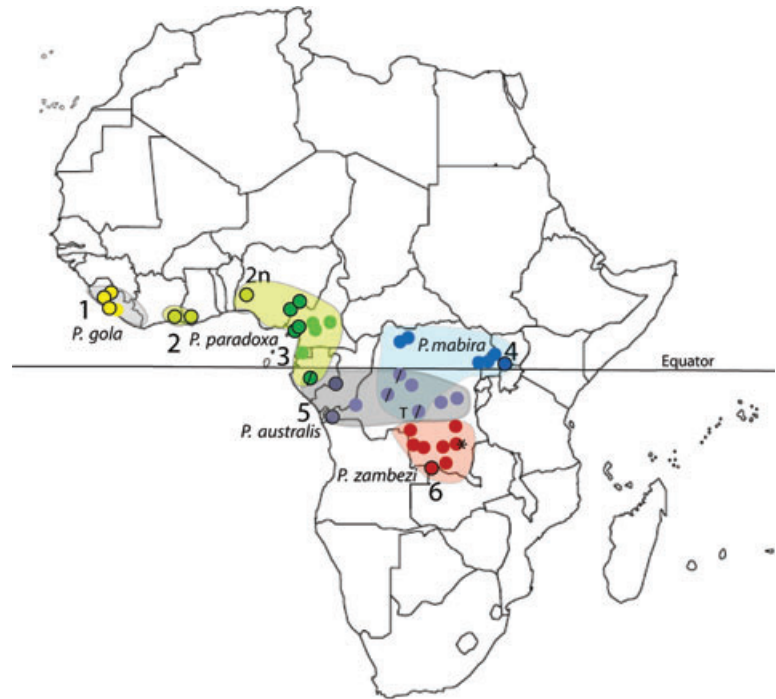 2n
1
P. gola
2
P. paradoxa
3
P. mabira
4
Equator
5
T
P. australis
*
P. zambezi
6